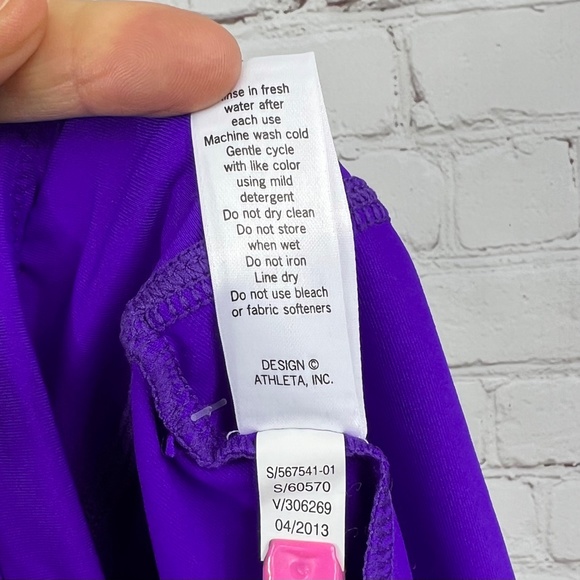 in fresh
water after
each use
Machine wash cold
Gentle cycle
with like color
using mild
detergent
Do not dry clean
Do not store
when wet
Do not iron
Line dry
Do not use bleach
or fabric softeners
DESIGN ©
ATHLETA, INC.
S/567541-01
S/60570
V/306269
04/2013